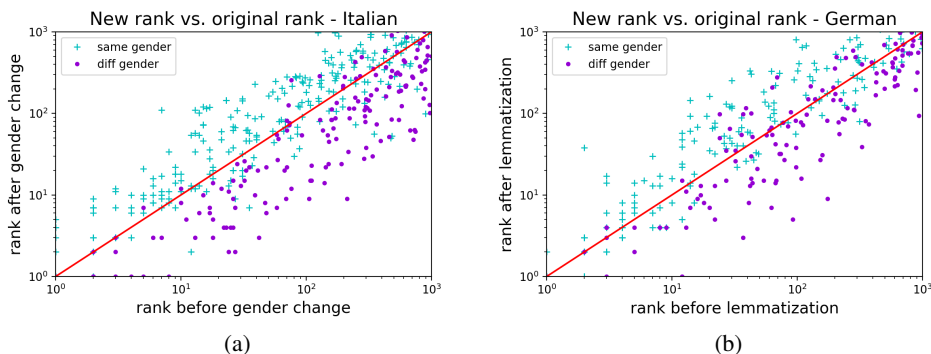 New rank vs. original rank - Italian
rank after gender change
10³
10²
10¹
10⁰
same gender
diff gender
10⁰ 10¹ 10² 10³
rank before gender change
(a)
New rank vs. original rank - German
rank after lemmatization
10³
10²
10¹
10⁰
same gender
diff gender
10⁰ 10¹ 10² 10³
rank before lemmatization
(b)